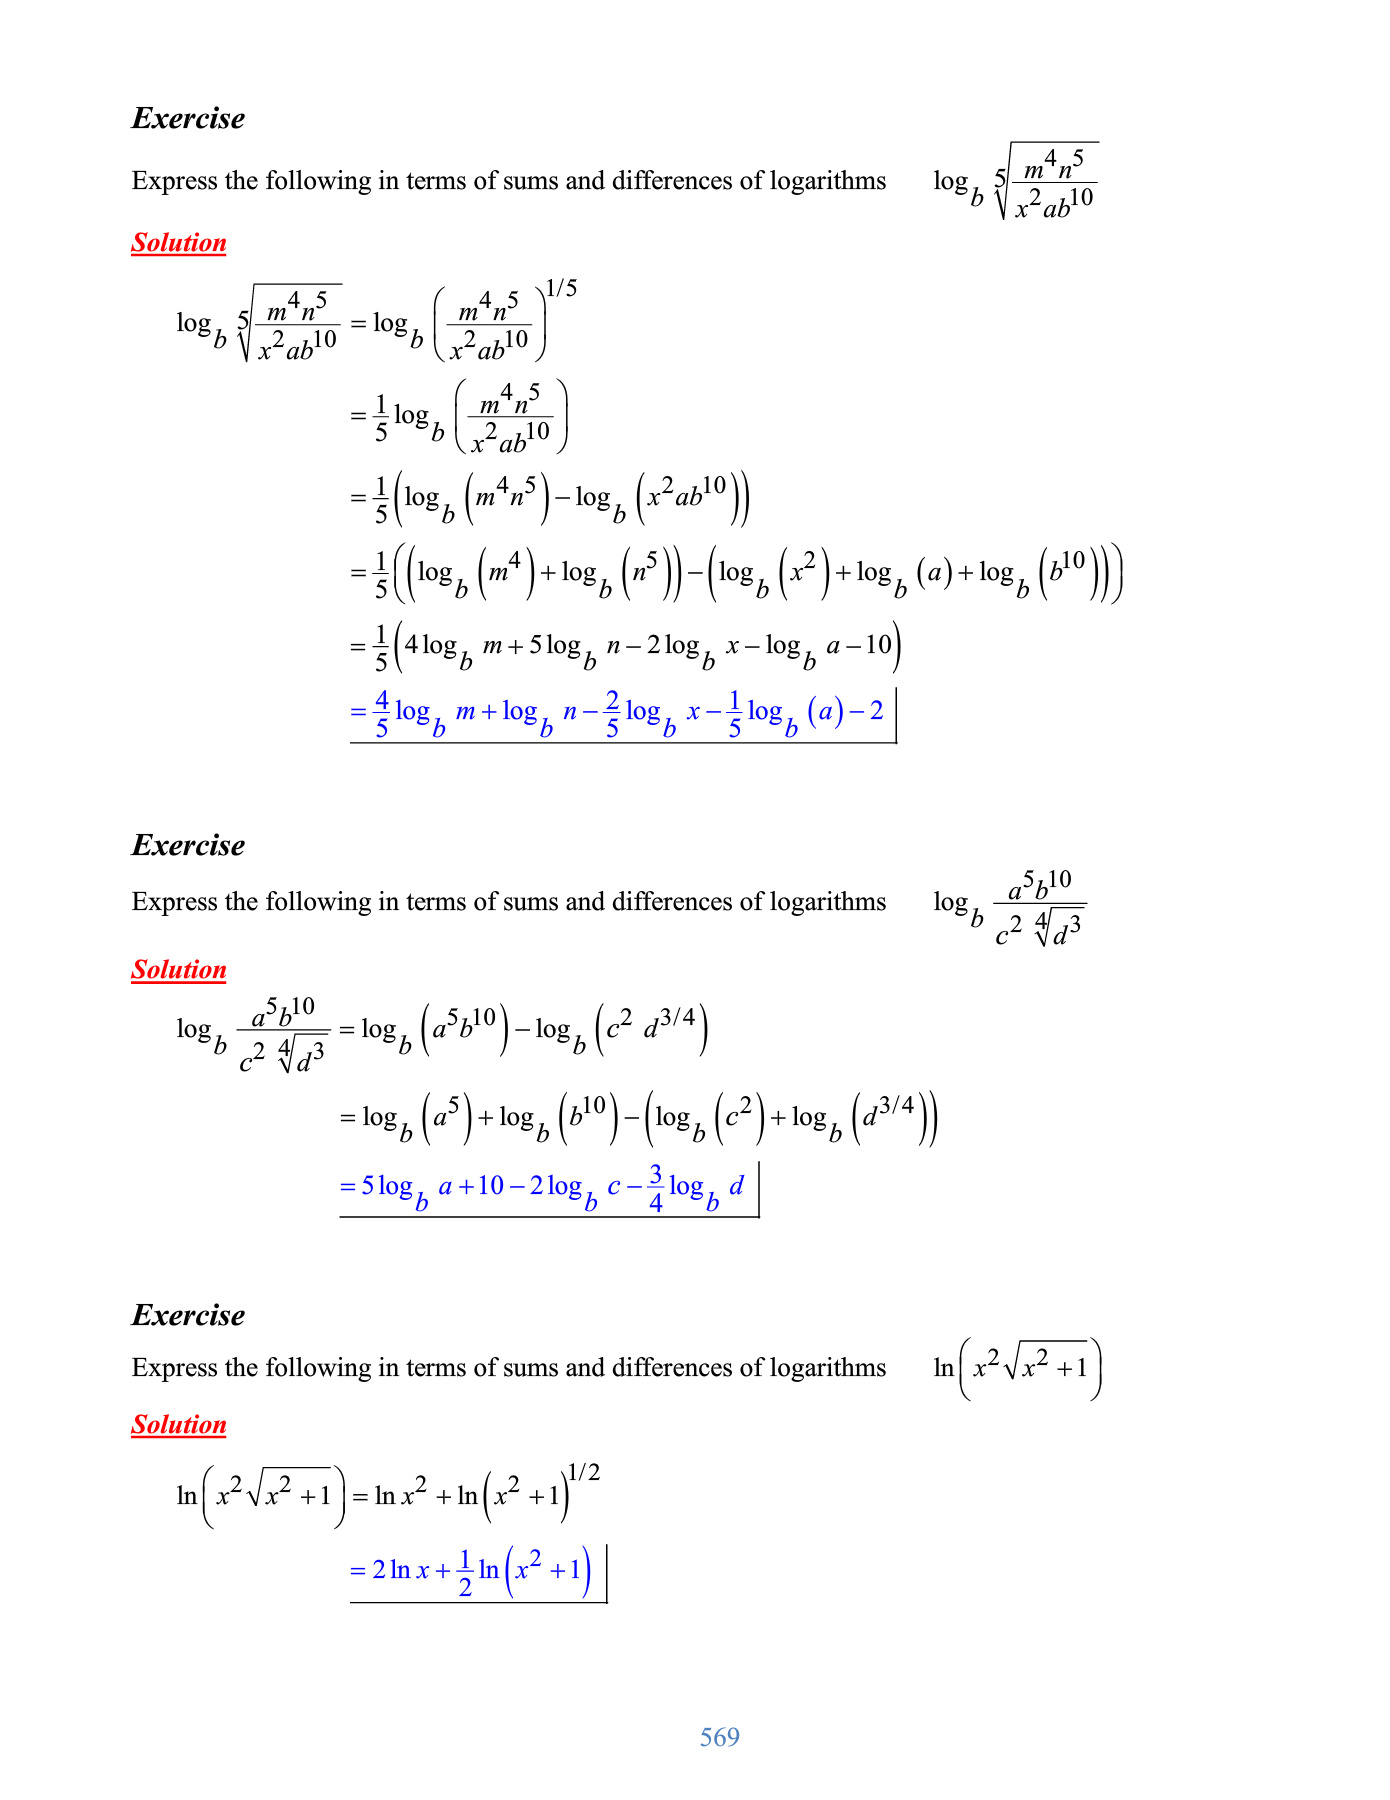 Exercise
Express the following in terms of sums and differences of logarithms $\log_b \sqrt[5]{\frac{m^4 n^5}{x^2 a b^{10}}}$
Solution
$\log_b \sqrt[5]{\frac{m^4 n^5}{x^2 a b^{10}}} = \log_b \left( \frac{m^4 n^5}{x^2 a b^{10}} \right)^{1/5}$
$= \frac{1}{5} \log_b \left( \frac{m^4 n^5}{x^2 a b^{10}} \right)$
$= \frac{1}{5} \left( \log_b \left( m^4 n^5 \right) - \log_b \left( x^2 a b^{10} \right) \right)$
$= \frac{1}{5} \left( \left( \log_b \left( m^4 \right) + \log_b \left( n^5 \right) \right) - \left( \log_b \left( x^2 \right) + \log_b (a) + \log_b \left( b^{10} \right) \right) \right)$
$= \frac{1}{5} \left( 4 \log_b m + 5 \log_b n - 2 \log_b x - \log_b a - 10 \right)$
$= \frac{4}{5} \log_b m + \log_b n - \frac{2}{5} \log_b x - \frac{1}{5} \log_b (a) - 2$
Exercise
Express the following in terms of sums and differences of logarithms $\log_b \frac{a^5 b^{10}}{c^2 \sqrt[4]{d^3}}$
Solution
$\log_b \frac{a^5 b^{10}}{c^2 \sqrt[4]{d^3}} = \log_b \left( a^5 b^{10} \right) - \log_b \left( c^2 d^{3/4} \right)$
$= \log_b \left( a^5 \right) + \log_b \left( b^{10} \right) - \left( \log_b \left( c^2 \right) + \log_b \left( d^{3/4} \right) \right)$
$= 5 \log_b a + 10 - 2 \log_b c - \frac{3}{4} \log_b d$
Exercise
Express the following in terms of sums and differences of logarithms $\ln \left( x^2 \sqrt{x^2 + 1} \right)$
Solution
$\ln \left( x^2 \sqrt{x^2 + 1} \right) = \ln x^2 + \ln \left( x^2 + 1 \right)^{1/2}$
$= 2 \ln x + \frac{1}{2} \ln \left( x^2 + 1 \right)$
569